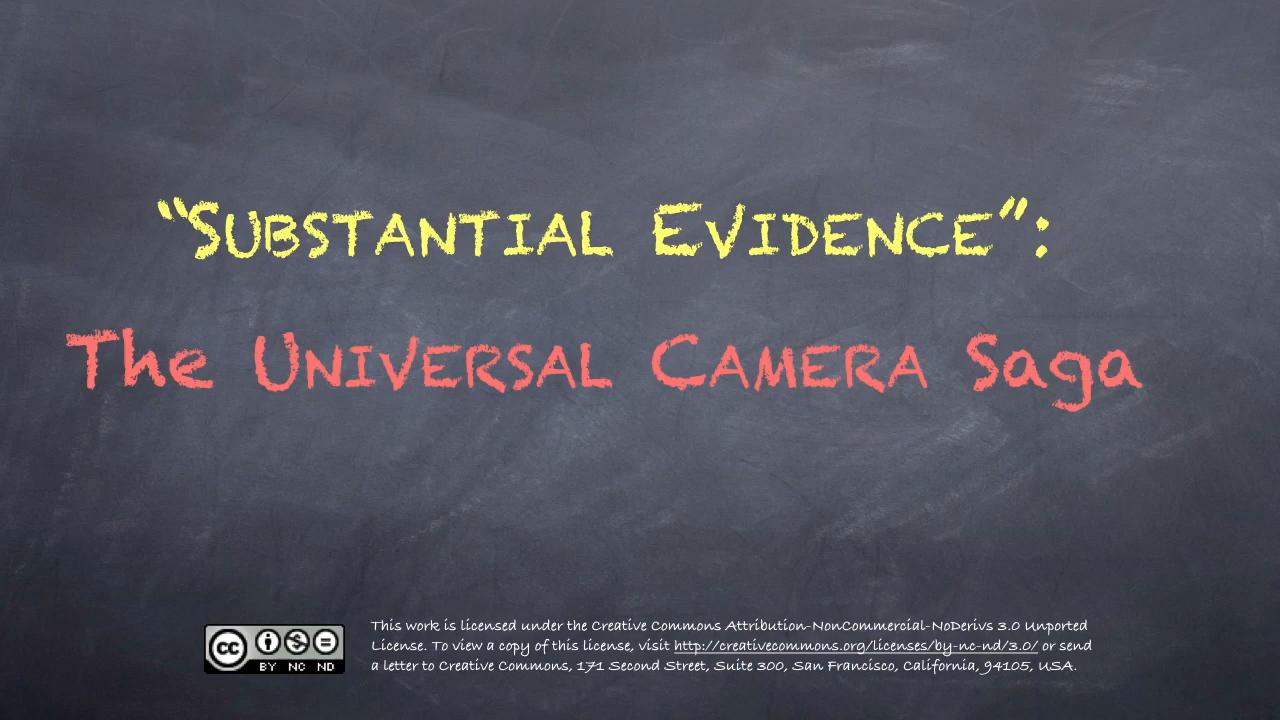 “SUBSTANTIAL EVIDENCE”:
The UNIVERSAL CAMERA Saga
cc BY NC ND
This work is licensed under the Creative Commons Attribution-NonCommercial-NoDerivs 3.0 Unported
License. To view a copy of this license, visit http://creativecommons.org/licenses/by-nc-nd/3.0/ or send
a letter to Creative Commons, 171 Second Street, Suite 300, San Francisco, California, 94105, USA.